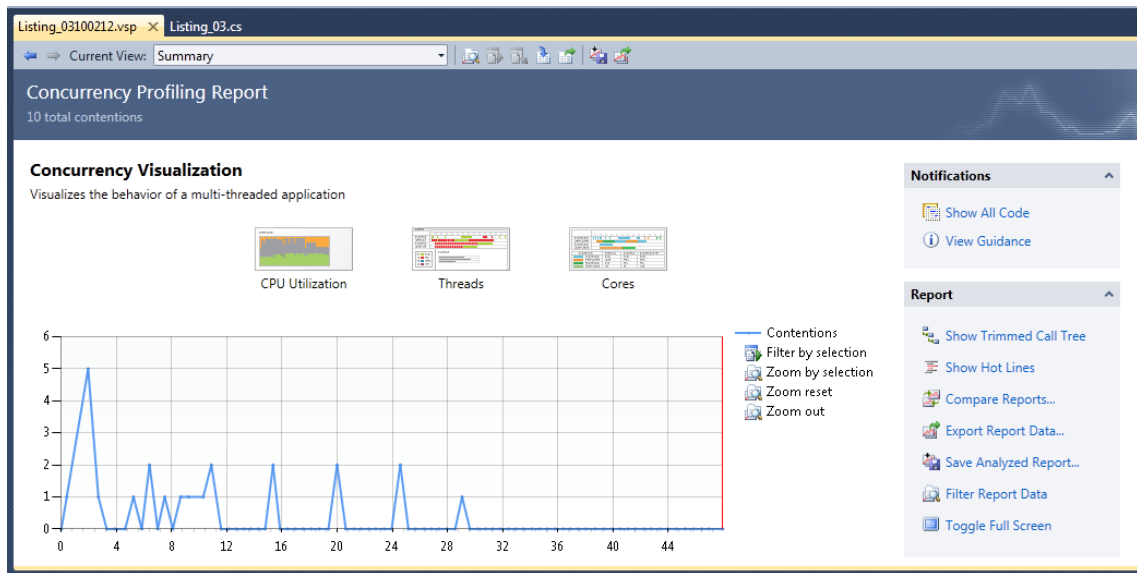 Listing_03100212.vsp
Listing_03.cs
Current View: Summary
Concurrency Profiling Report
10 total contentions
Concurrency Visualization
Visualizes the behavior of a multi-threaded application
CPU Utilization
Threads
Cores
6
5
4
3
2
1
0
0 4 8 12 16 20 24 28 32 36 40 44
Contentions
Filter by selection
Zoom by selection
Zoom reset
Zoom out
Notifications
Show All Code
View Guidance
Report
Show Trimmed Call Tree
Show Hot Lines
Compare Reports...
Export Report Data...
Save Analyzed Report...
Filter Report Data
Toggle Full Screen